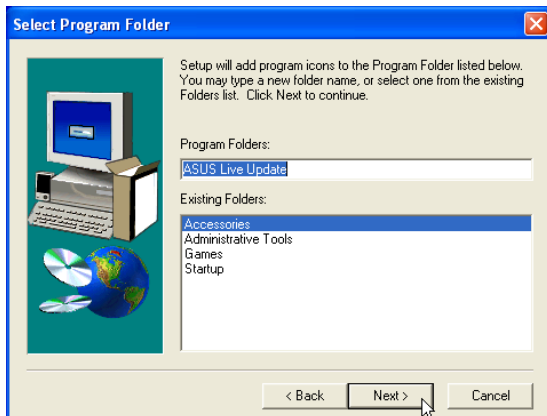 Select Program Folder
Setup will add program icons to the Program Folder listed below.
You may type a new folder name, or select one from the existing
Folders list. Click Next to continue.
Program Folders:
ASUS Live Update
Existing Folders:
Accessories
Administrative Tools
Games
Startup
< Back
Next >
Cancel